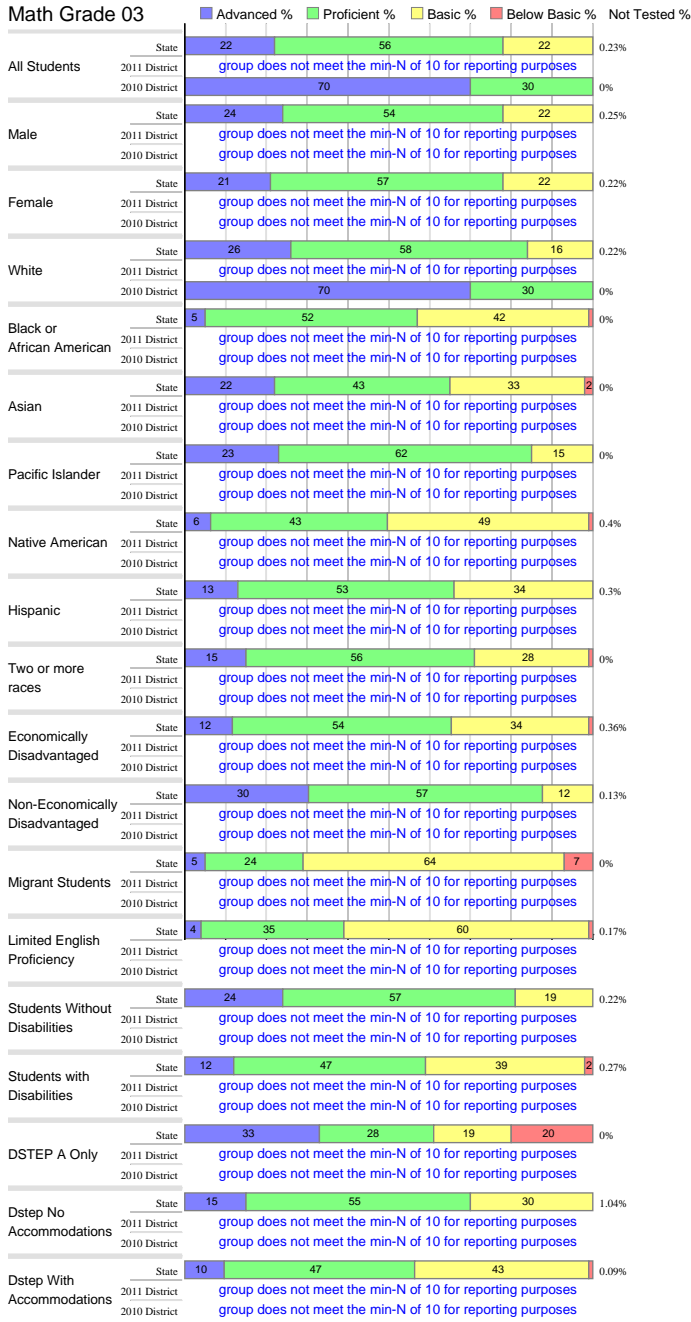 Math Grade 03 Advanced % Proficient % Basic % Below Basic % Not Tested %
All Students
State 22 56 22 0.23%
2011 District group does not meet the min-N of 10 for reporting purposes
2010 District 70 30 0%
Male
State 24 54 22 0.25%
2011 District group does not meet the min-N of 10 for reporting purposes
2010 District group does not meet the min-N of 10 for reporting purposes
Female
State 21 57 22 0.22%
2011 District group does not meet the min-N of 10 for reporting purposes
2010 District group does not meet the min-N of 10 for reporting purposes
White
State 26 58 16 0.22%
2011 District group does not meet the min-N of 10 for reporting purposes
2010 District 70 30 0%
Black or
African American
State 5 52 42 0%
2011 District group does not meet the min-N of 10 for reporting purposes
2010 District group does not meet the min-N of 10 for reporting purposes
Asian
State 22 43 33 2 0%
2011 District group does not meet the min-N of 10 for reporting purposes
2010 District group does not meet the min-N of 10 for reporting purposes
Pacific Islander
State 23 62 15 0%
2011 District group does not meet the min-N of 10 for reporting purposes
2010 District group does not meet the min-N of 10 for reporting purposes
Native American
State 6 43 49 0.4%
2011 District group does not meet the min-N of 10 for reporting purposes
2010 District group does not meet the min-N of 10 for reporting purposes
Hispanic
State 13 53 34 0.3%
2011 District group does not meet the min-N of 10 for reporting purposes
2010 District group does not meet the min-N of 10 for reporting purposes
Two or more
races
State 15 56 28 0%
2011 District group does not meet the min-N of 10 for reporting purposes
2010 District group does not meet the min-N of 10 for reporting purposes
Economically
Disadvantaged
State 12 54 34 0.36%
2011 District group does not meet the min-N of 10 for reporting purposes
2010 District group does not meet the min-N of 10 for reporting purposes
Non-Economically
Disadvantaged
State 30 57 12 0.13%
2011 District group does not meet the min-N of 10 for reporting purposes
2010 District group does not meet the min-N of 10 for reporting purposes
Migrant Students
State 5 24 64 7 0%
2011 District group does not meet the min-N of 10 for reporting purposes
2010 District group does not meet the min-N of 10 for reporting purposes
Limited English
Proficiency
State 4 35 60 0.17%
2011 District group does not meet the min-N of 10 for reporting purposes
2010 District group does not meet the min-N of 10 for reporting purposes
Students Without
Disabilities
State 24 57 19 0.22%
2011 District group does not meet the min-N of 10 for reporting purposes
2010 District group does not meet the min-N of 10 for reporting purposes
Students with
Disabilities
State 12 47 39 2 0.27%
2011 District group does not meet the min-N of 10 for reporting purposes
2010 District group does not meet the min-N of 10 for reporting purposes
DSTEP A Only
State 33 28 19 20 0%
2011 District group does not meet the min-N of 10 for reporting purposes
2010 District group does not meet the min-N of 10 for reporting purposes
Dstep No
Accommodations
State 15 55 30 1.04%
2011 District group does not meet the min-N of 10 for reporting purposes
2010 District group does not meet the min-N of 10 for reporting purposes
Dstep With
Accommodations
State 10 47 43 0.09%
2011 District group does not meet the min-N of 10 for reporting purposes
2010 District group does not meet the min-N of 10 for reporting purposes